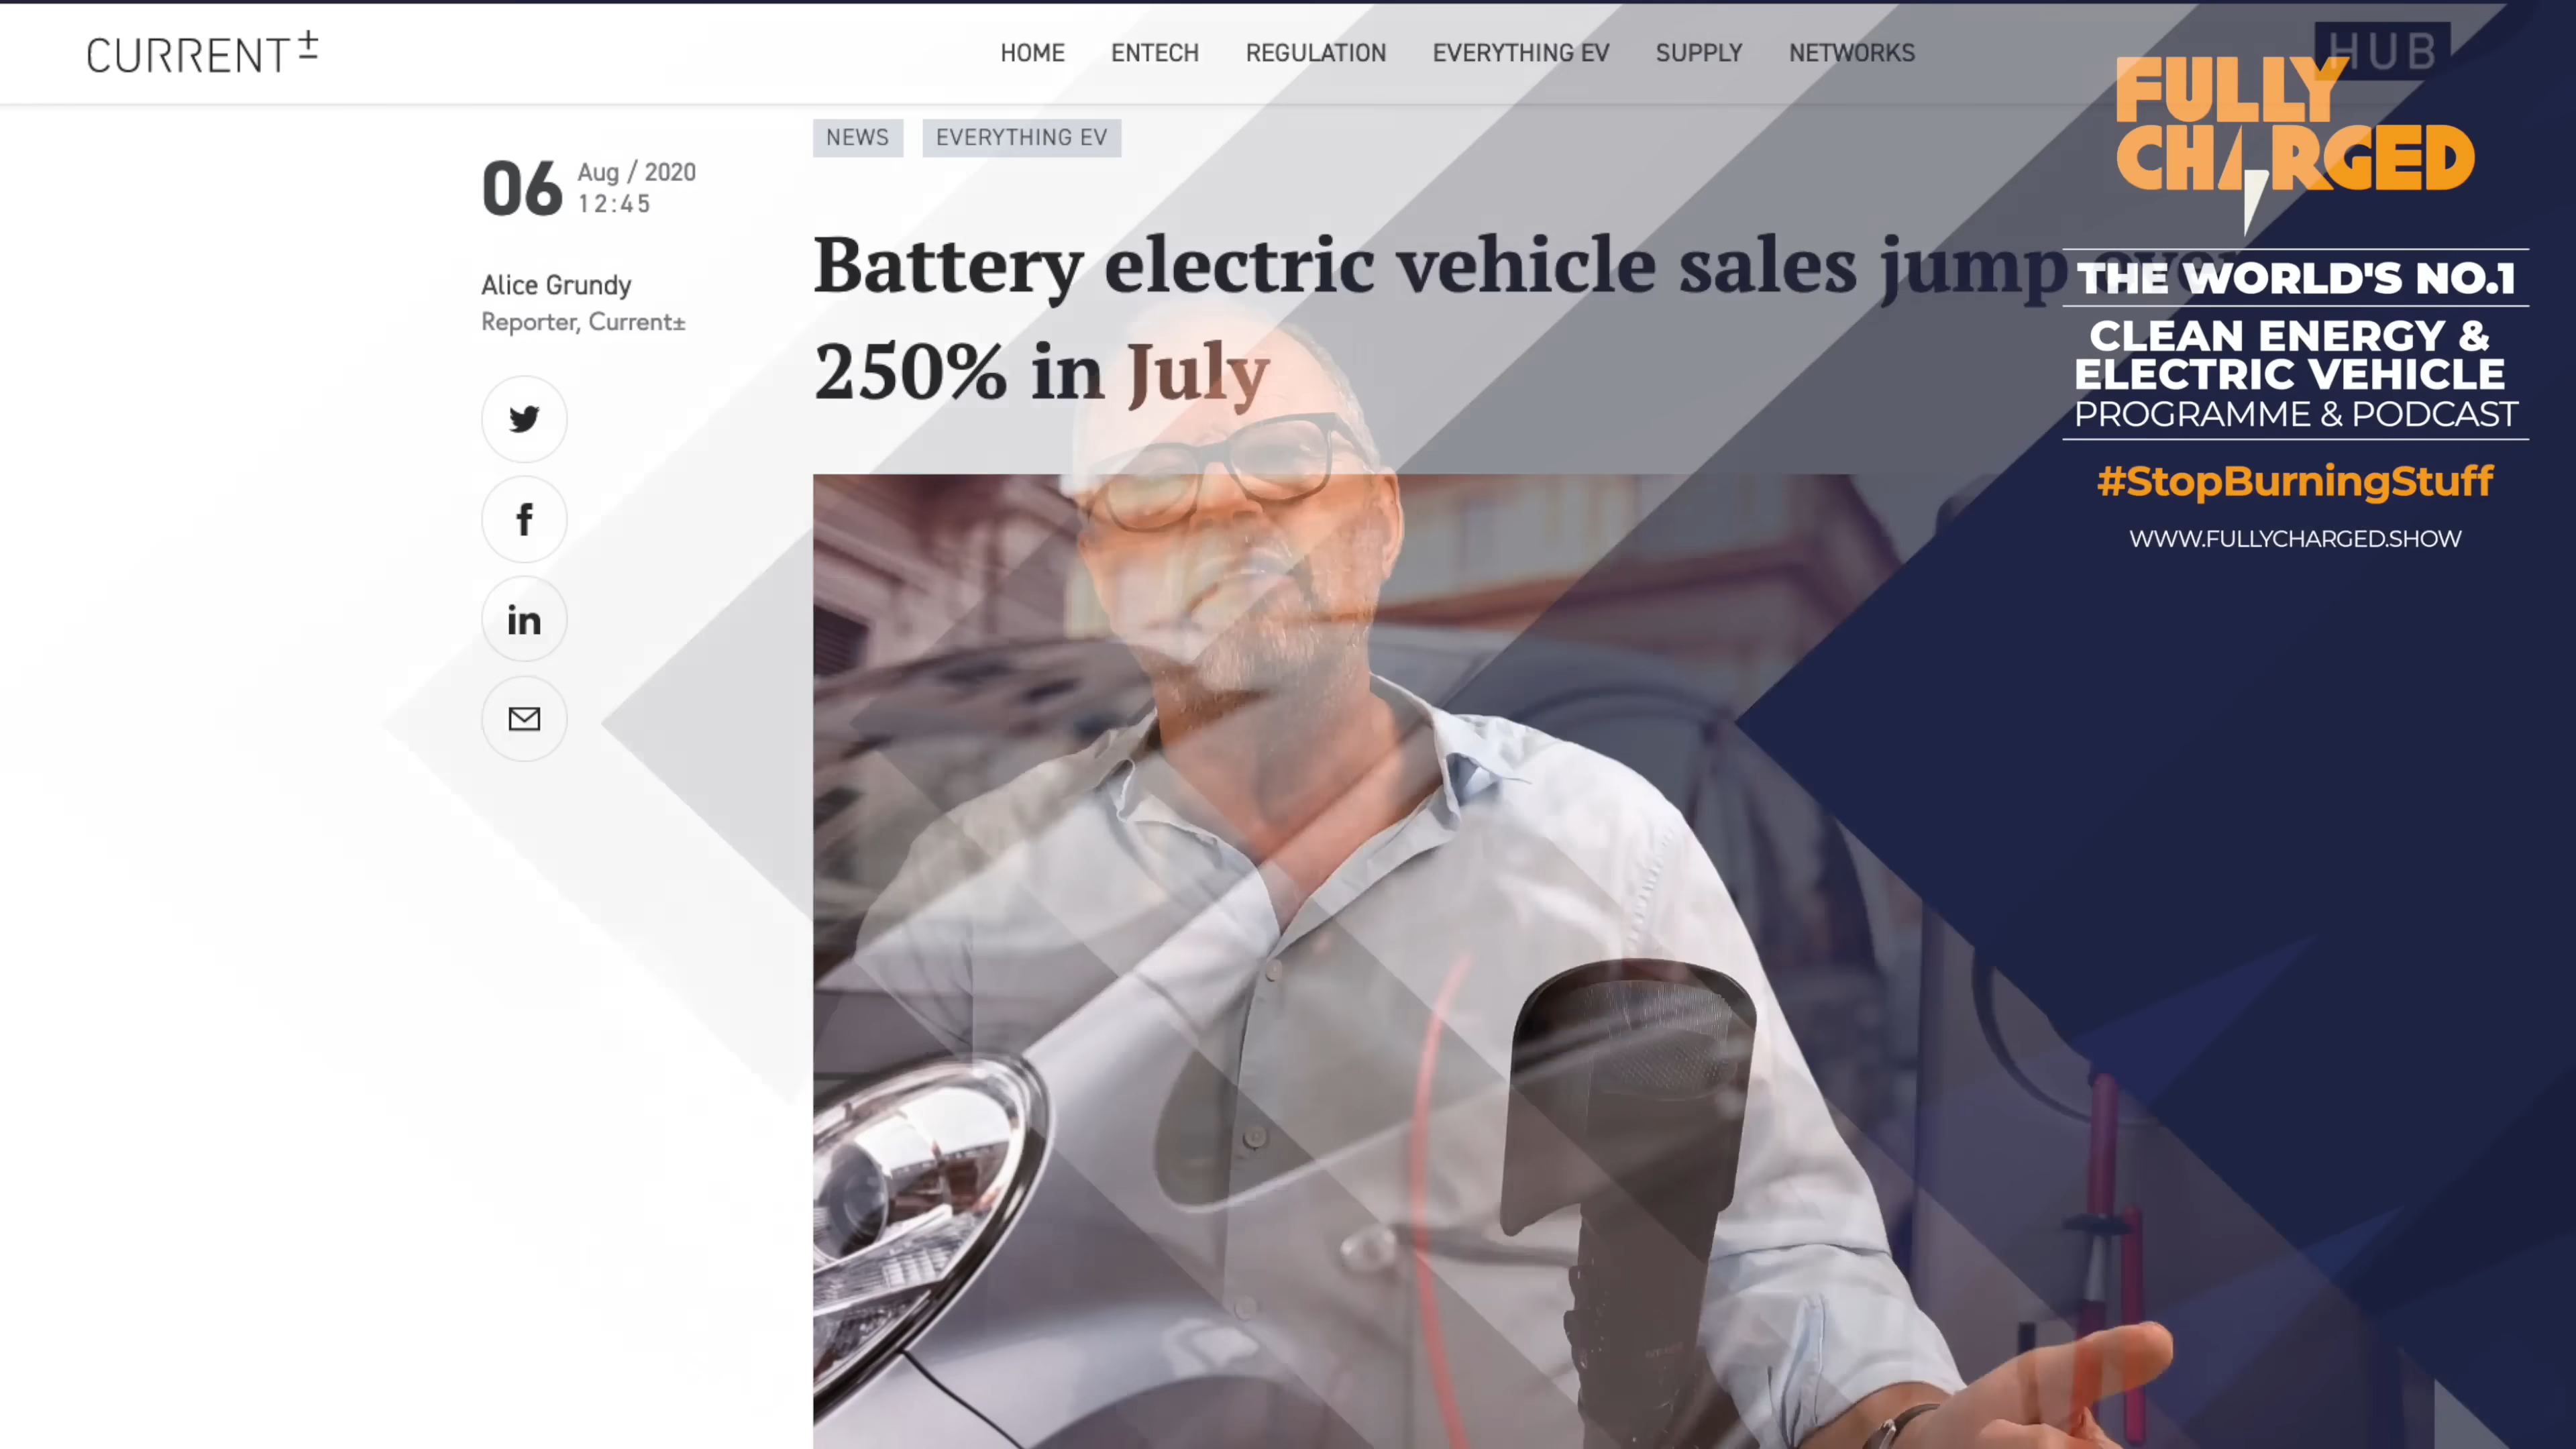 CURRENT±
HOME ENTECH REGULATION EVERYTHING EV SUPPLY NETWORKS
HUB
NEWS EVERYTHING EV
06 Aug / 2020
12:45
Alice Grundy
Reporter, Current±
Battery electric vehicle sales jump over
250% in July
f
in
FULLY
CHARGED
THE WORLD'S NO.1
CLEAN ENERGY &
ELECTRIC VEHICLE
PROGRAMME & PODCAST
#StopBurningStuff
WWW.FULLYCHARGED.SHOW